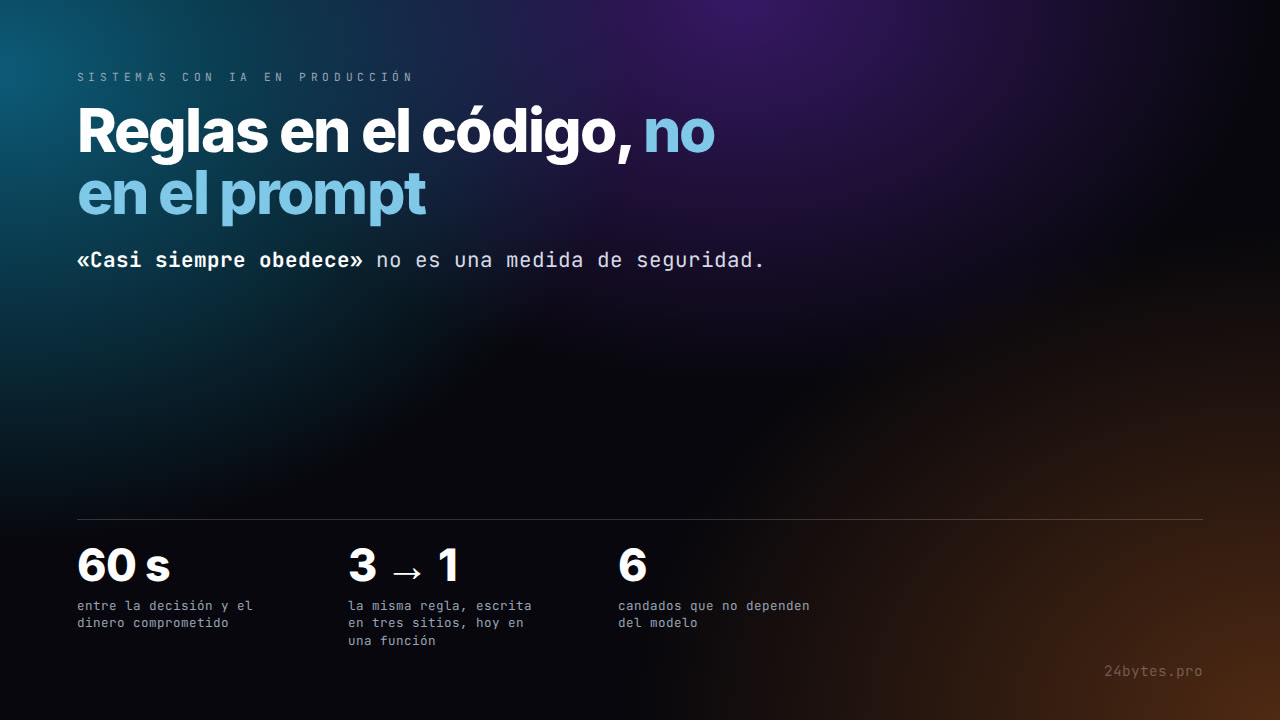 SISTEMAS CON IA EN PRODUCCIÓN
Reglas en el código, no
en el prompt
«Casi siempre obedece» no es una medida de seguridad.
60 s
entre la decisión y el
dinero comprometido
3 → 1
la misma regla, escrita
en tres sitios, hoy en
una función
6
candados que no dependen
del modelo
24bytes.pro